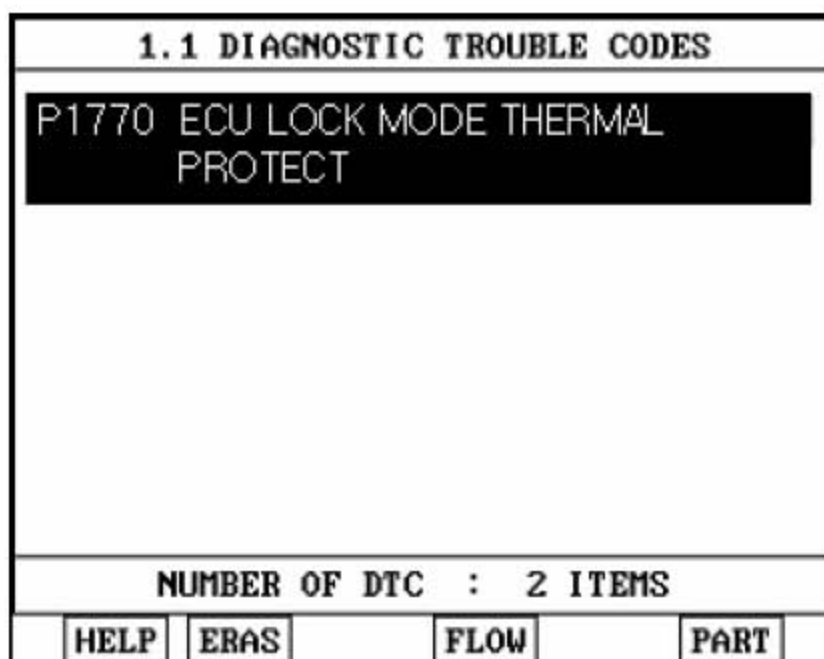 1.1 DIAGNOSTIC TROUBLE CODES
P1770 ECU LOCK MODE THERMAL
PROTECT
NUMBER OF DTC : 2 ITEMS
HELP ERAS FLOW PART